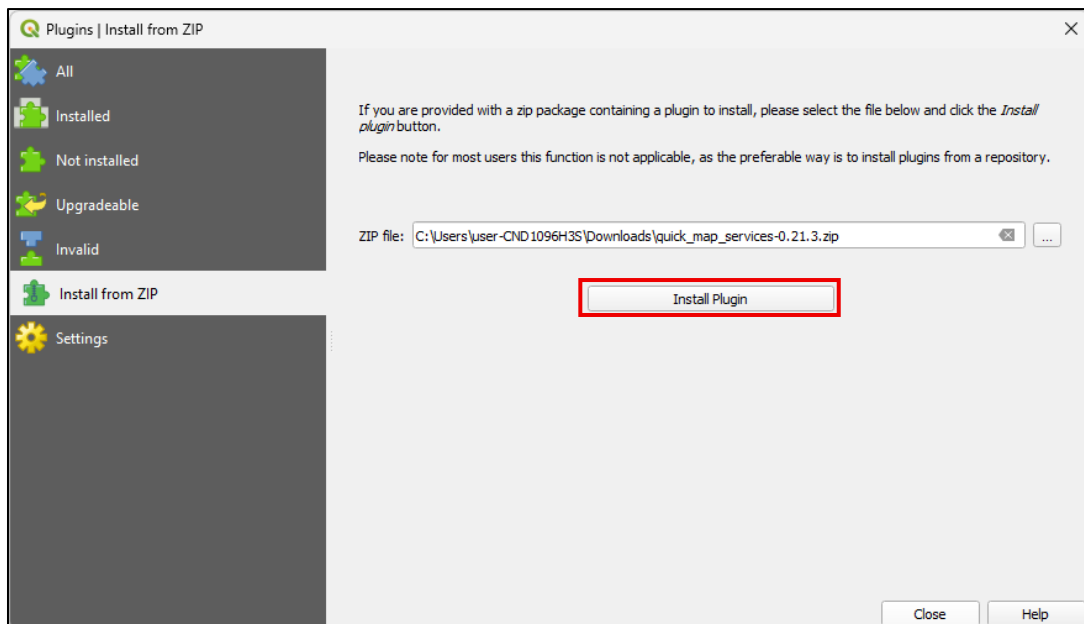 Plugins | Install from ZIP
All
Installed
Not installed
Upgradeable
Invalid
Install from ZIP
Settings
If you are provided with a zip package containing a plugin to install, please select the file below and click the Install
plugin button.
Please note for most users this function is not applicable, as the preferable way is to install plugins from a repository.
ZIP file: C:\Users\user-CND1096H3S\Downloads\quick_map_services-0.21.3.zip ...
Install Plugin
Close Help